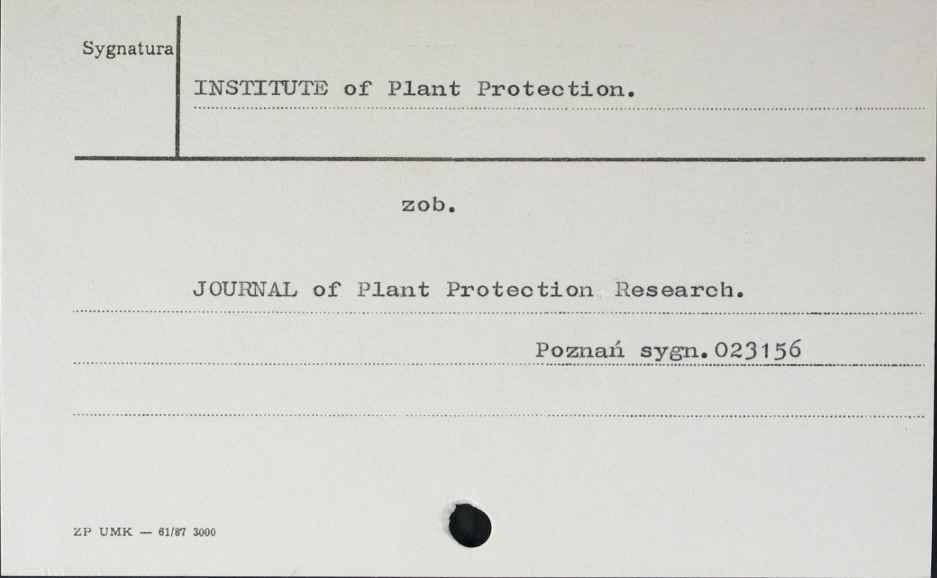 Sygnatura
INSTITUTE of Plant Protection.
zob.
JOURNAL of Plant Protection Research.
Poznań sygn. 023156
ZP UMK — 61/87 3000